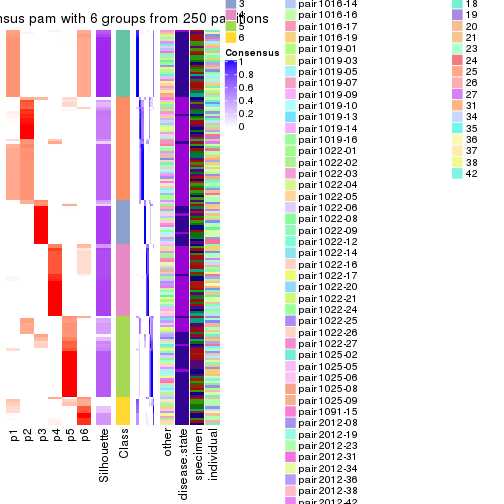 nsus pam with 6 groups from 250 partitions
3
4
5
6
Consensus
1
0.8
0.6
0.4
0.2
0
p1
p2
p3
p4
p5
p6
Silhouette
Class
other
disease.state
specimen
individual
pair1016-14
pair1016-16
pair1016-17
pair1016-19
pair1019-01
pair1019-03
pair1019-05
pair1019-07
pair1019-09
pair1019-10
pair1019-13
pair1019-14
pair1019-16
pair1022-01
pair1022-02
pair1022-03
pair1022-04
pair1022-05
pair1022-06
pair1022-08
pair1022-09
pair1022-12
pair1022-14
pair1022-16
pair1022-17
pair1022-20
pair1022-21
pair1022-24
pair1022-25
pair1022-26
pair1022-27
pair1025-02
pair1025-05
pair1025-06
pair1025-08
pair1025-09
pair1091-15
pair2012-08
pair2012-19
pair2012-23
pair2012-31
pair2012-34
pair2012-36
pair2012-38
pair2012-42
18
19
20
21
23
24
25
26
27
31
34
35
36
37
38
42